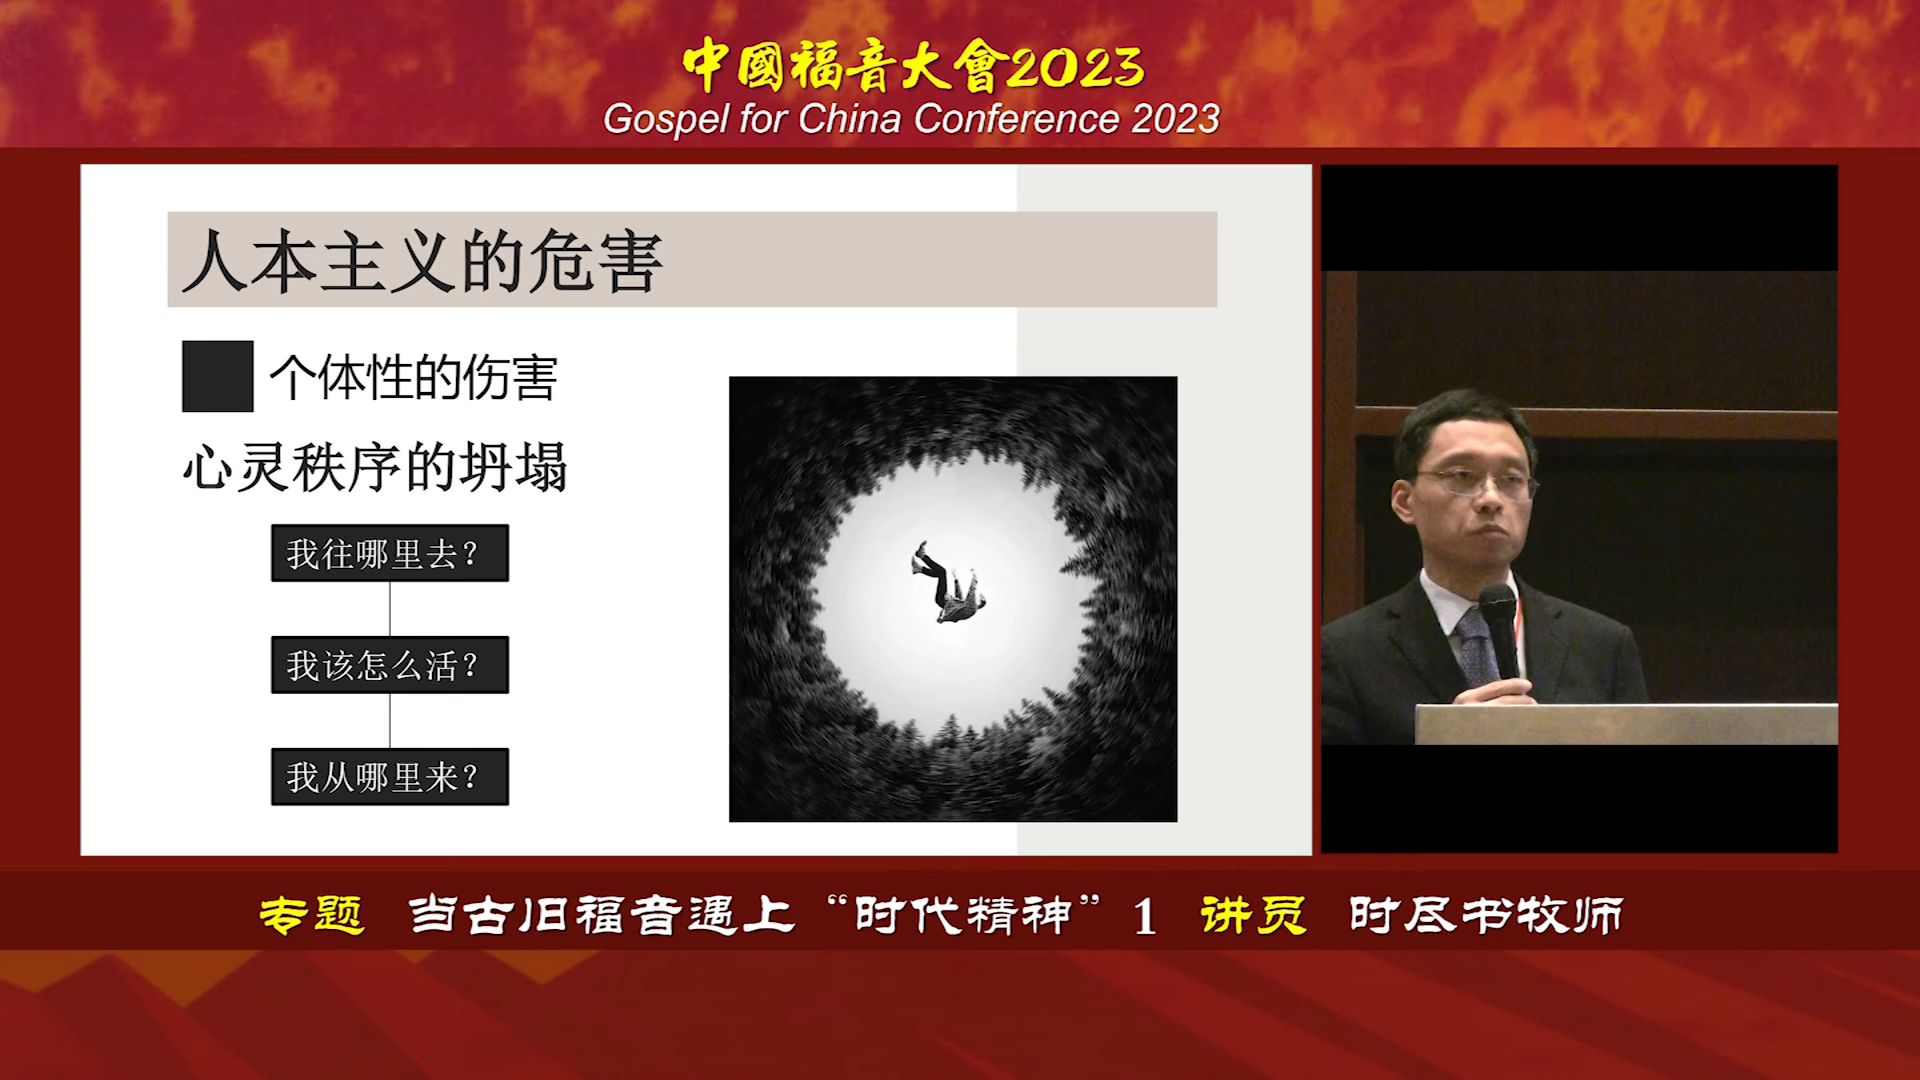 中國福音大會2023
Gospel for China Conference 2023
人本主义的危害
个体性的伤害
心灵秩序的坍塌
我往哪里去？
我该怎么活？
我从哪里来？
专题 当古旧福音遇上“时代精神”1 讲员 时尽书牧师